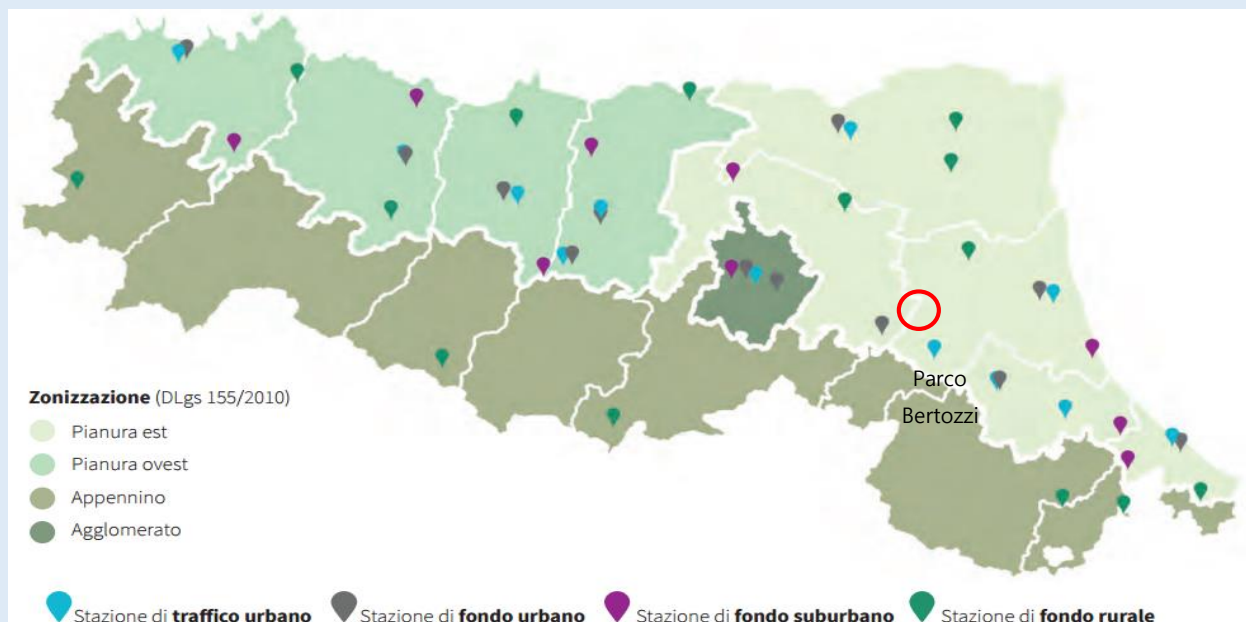 Parco
Bertozzi
Zonizzazione (DLgs 155/2010)
Pianura est
Pianura ovest
Appennino
Agglomerato
Stazione di traffico urbano Stazione di fondo urbano Stazione di fondo suburbano Stazione di fondo rurale